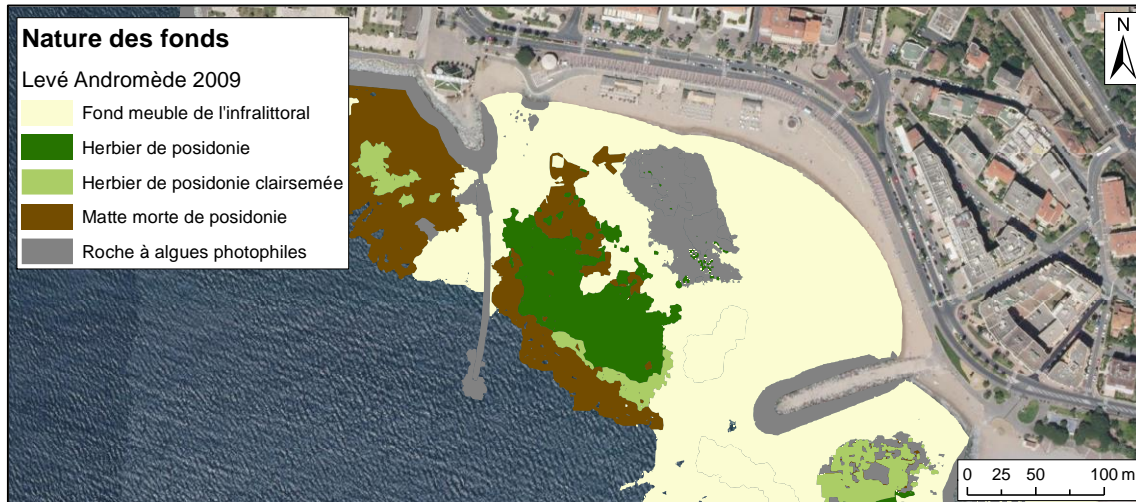 Nature des fonds
Levé Andromède 2009
Fond meuble de l'infralittoral
Herbier de posidonie
Herbier de posidonie clairsemée
Matte morte de posidonie
Roche à algues photophiles
N
0 25 50 100 m